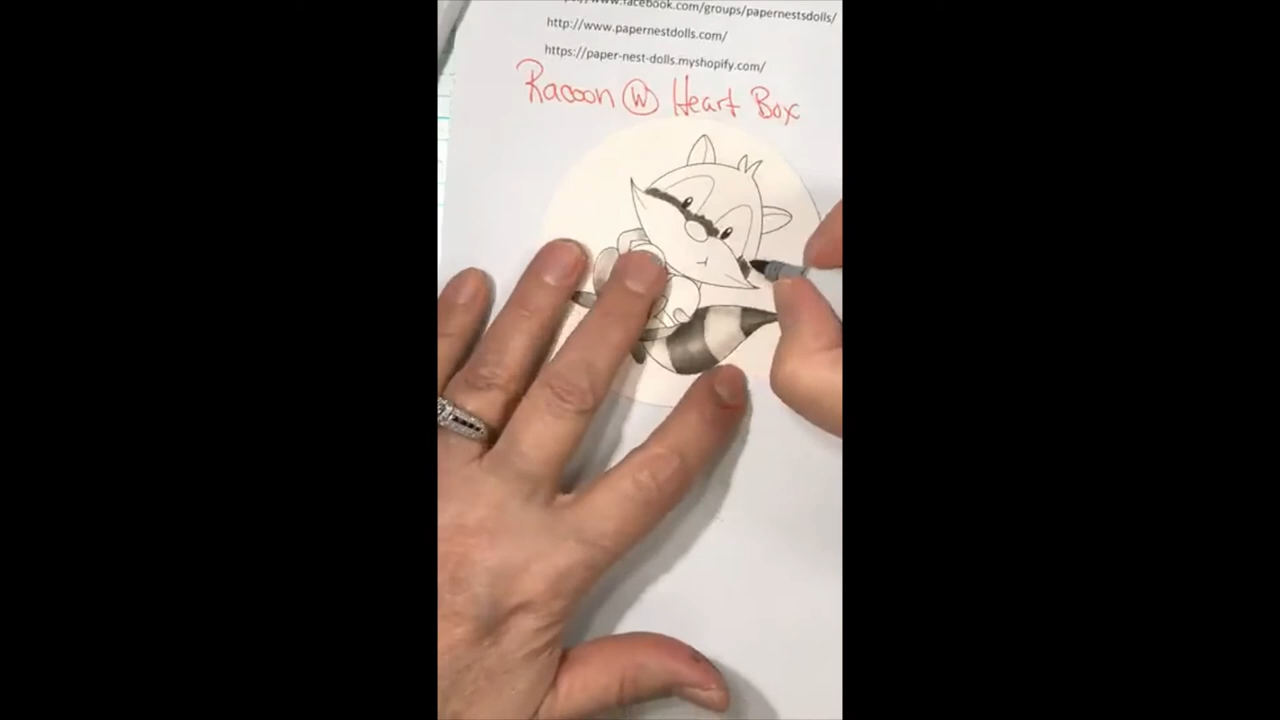 www.facebook.com/groups/papernestsdolls/
http://www.papernestdolls.com/
https://paper-nest-dolls.myshopify.com/
Racoon W Heart Box